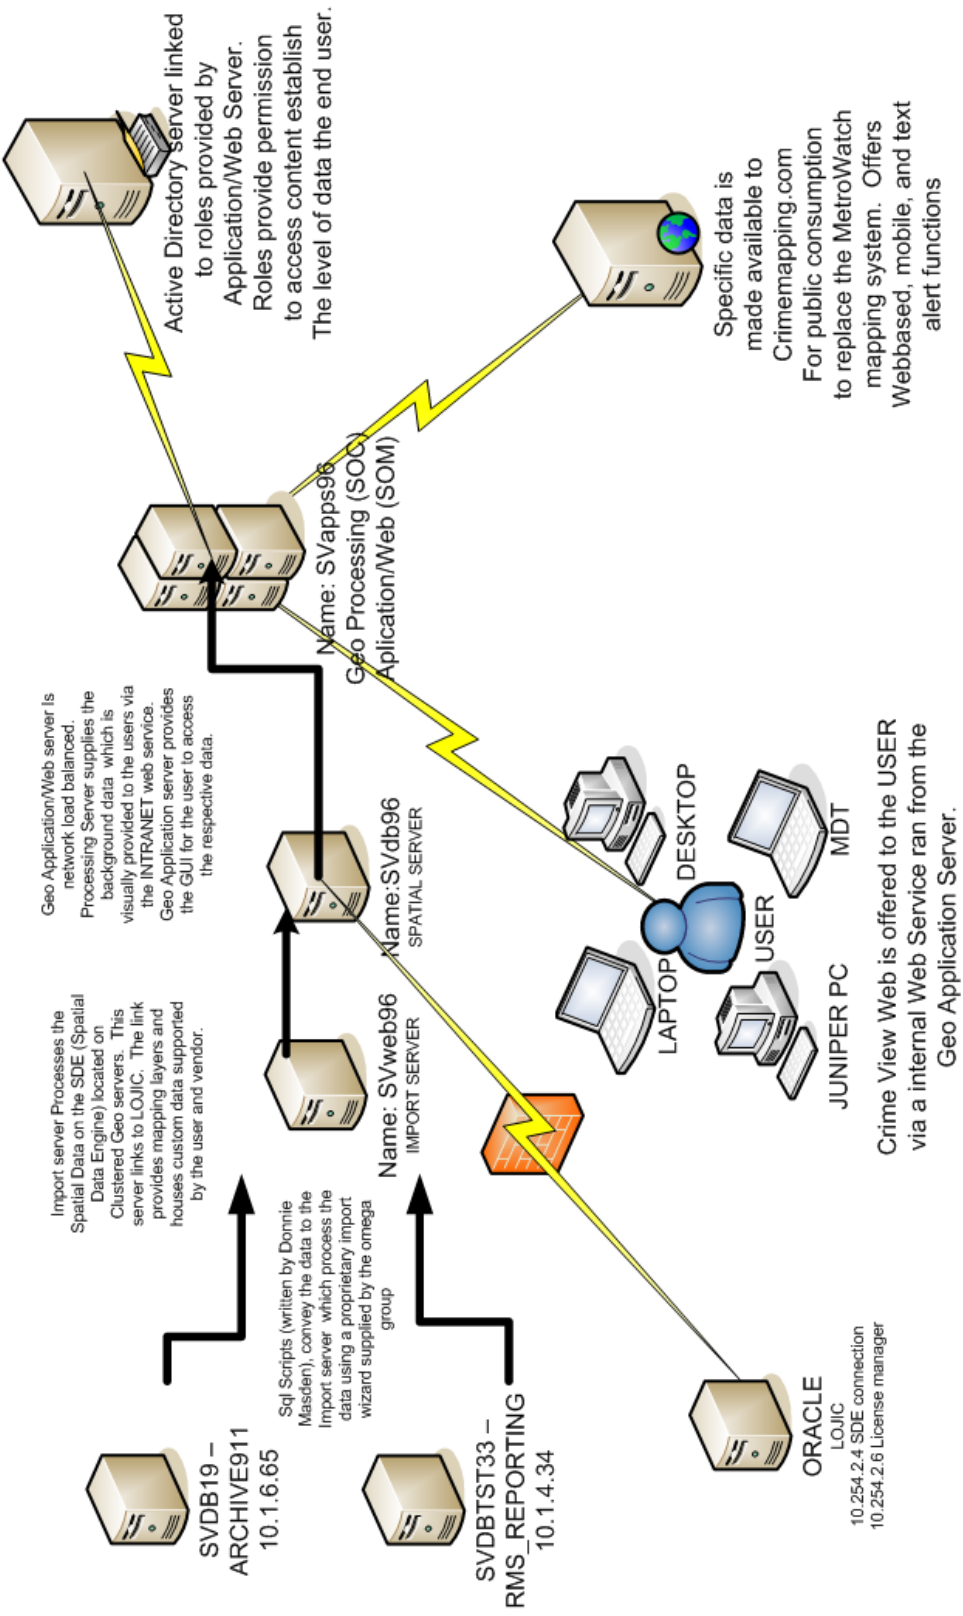 SVDB19 –
ARCHIVE911
10.1.6.65
SVDBTST33 –
RMS_REPORTING
10.1.4.34
ORACLE
LOJIC
10.254.2.4 SDE connection
10.254.2.6 License manager
Sql Scripts (written by Donnie
Masden), convey the data to the
Import server  which process the
data using a proprietary import
wizard supplied by the omega
group
Import server Processes the
Spatial Data on the SDE (Spatial
Data Engine) located on
Clustered Geo servers.  This
server links to LOJIC.  The link
provides mapping layers and
houses custom data supported
by the user and vendor.
Name: SVweb96
IMPORT SERVER
Name:SVdb96
SPATIAL SERVER
Geo Application/Web server Is
network load balanced.
Processing Server supplies the
background data  which is
visually provided to the users via
the INTRANET web service.
Geo Application server provides
the GUI for the user to access
the respective data.
Name: SVapps96
Geo Processing (SOC)
Aplication/Web (SOM)
Active Directory Server linked
to roles provided by
Application/Web Server.
Roles provide permission
to access content establish
The level of data the end user.
Specific data is
made available to
Crimemapping.com
For public consumption
to replace the MetroWatch
mapping system.  Offers
Webbased, mobile, and text
alert functions
LAPTOP
DESKTOP
USER
JUNIPER PC
MDT
Crime View Web is offered to the USER
via a internal Web Service ran from the
Geo Application Server.